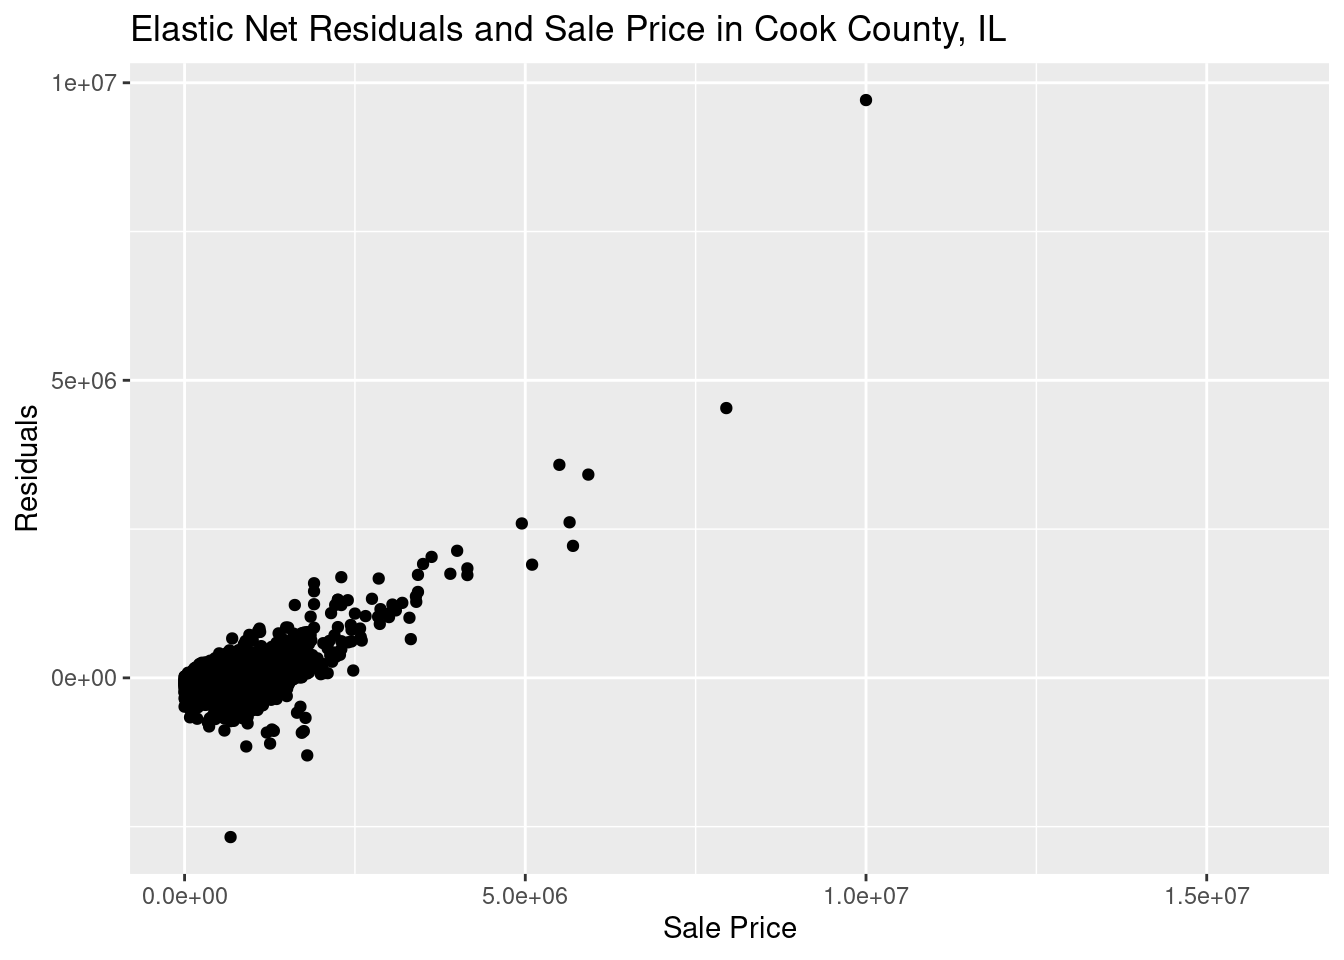 Elastic Net Residuals and Sale Price in Cook County, IL
1e+07
5e+06
0e+00
Residuals
0.0e+00
5.0e+06
1.0e+07
1.5e+07
Sale Price